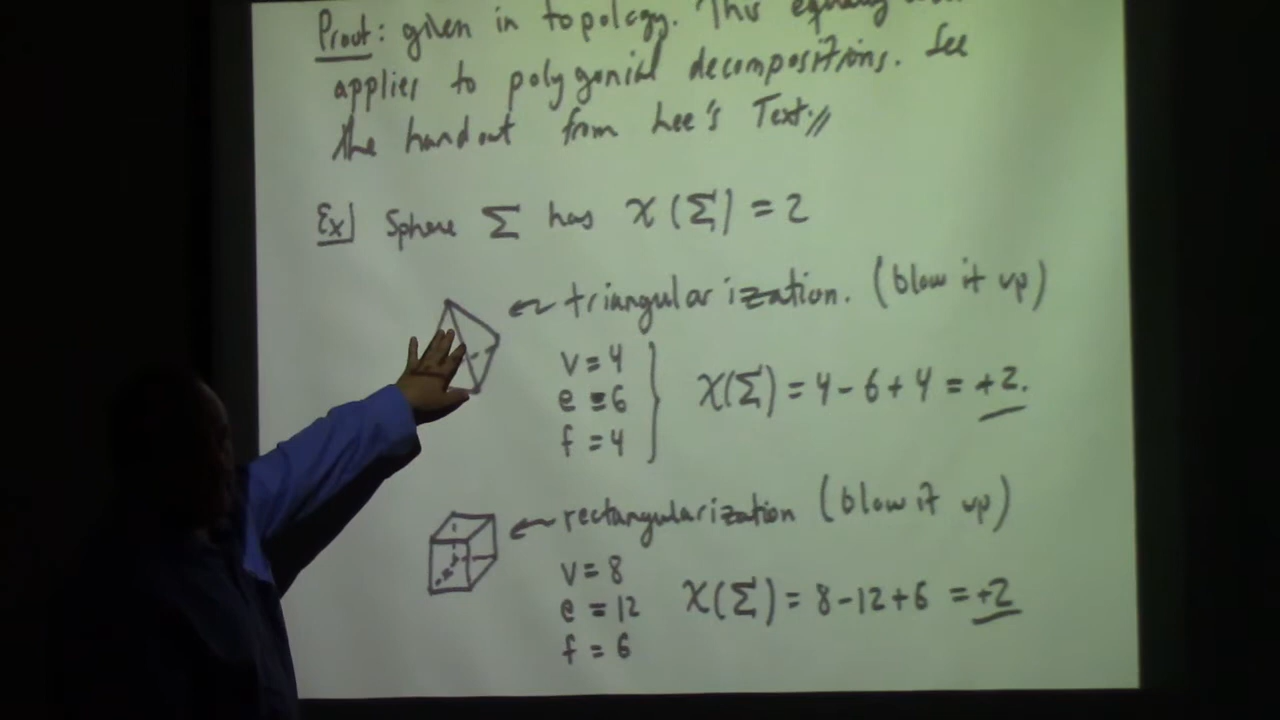 Proof: given in topology. This equality also
applies to polygonial decompositions. See
the handout from Lee's Text.//
Ex] Sphere Σ has χ(Σ) = 2
triangularization. (blow it up)
v = 4
e = 6
f = 4
χ(Σ) = 4 - 6 + 4 = +2.
rectangularization (blow it up)
v = 8
e = 12
f = 6
χ(Σ) = 8 - 12 + 6 = +2